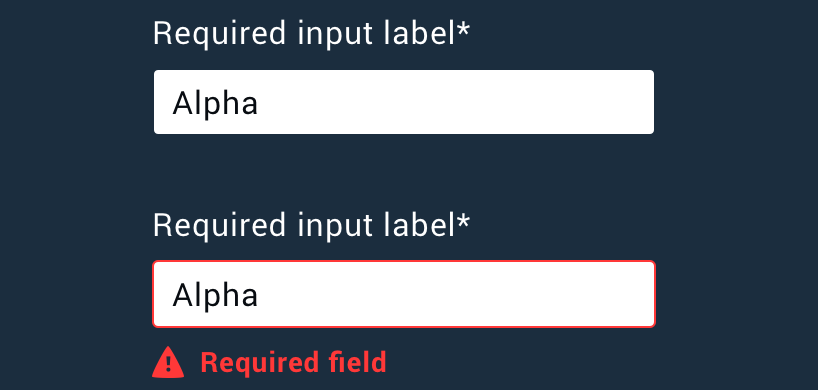 Required input label*
Alpha
Required input label*
Alpha
Required field